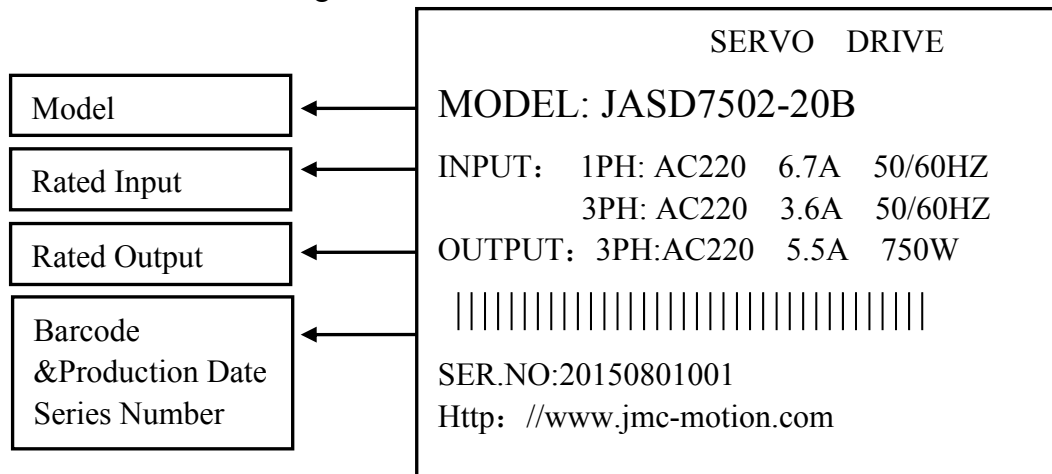 SERVO DRIVE
Model
MODEL: JASD7502-20B
Rated Input
INPUT： 1PH: AC220 6.7A 50/60HZ
3PH: AC220 3.6A 50/60HZ
Rated Output
OUTPUT：3PH:AC220 5.5A 750W
Barcode
&Production Date
Series Number
SER.NO:20150801001
Http：//www.jmc-motion.com